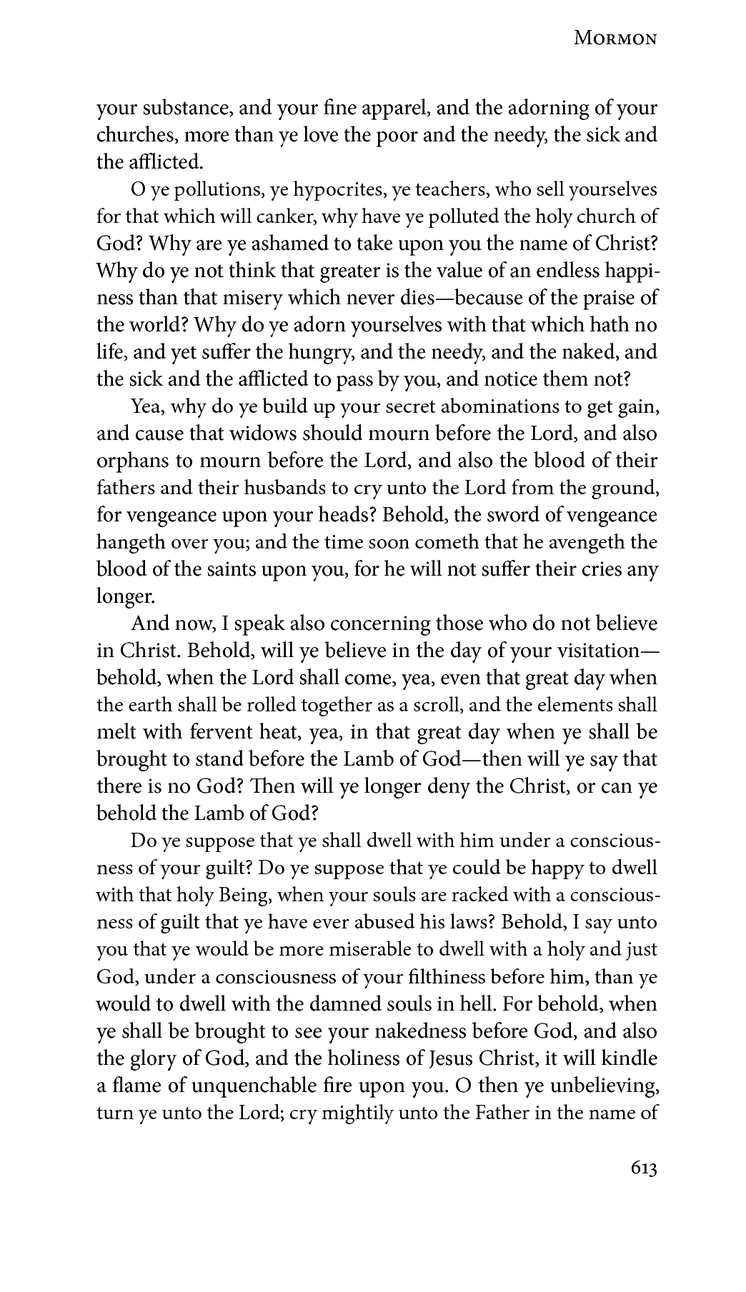 Mormon
your substance, and your fine apparel, and the adorning of your
churches, more than ye love the poor and the needy, the sick and
the afflicted.
O ye pollutions, ye hypocrites, ye teachers, who sell yourselves
for that which will canker, why have ye polluted the holy church of
God? Why are ye ashamed to take upon you the name of Christ?
Why do ye not think that greater is the value of an endless happi-
ness than that misery which never dies—because of the praise of
the world? Why do ye adorn yourselves with that which hath no
life, and yet suffer the hungry, and the needy, and the naked, and
the sick and the afflicted to pass by you, and notice them not?
Yea, why do ye build up your secret abominations to get gain,
and cause that widows should mourn before the Lord, and also
orphans to mourn before the Lord, and also the blood of their
fathers and their husbands to cry unto the Lord from the ground,
for vengeance upon your heads? Behold, the sword of vengeance
hangeth over you; and the time soon cometh that he avengeth the
blood of the saints upon you, for he will not suffer their cries any
longer.
And now, I speak also concerning those who do not believe
in Christ. Behold, will ye believe in the day of your visitation—
behold, when the Lord shall come, yea, even that great day when
the earth shall be rolled together as a scroll, and the elements shall
melt with fervent heat, yea, in that great day when ye shall be
brought to stand before the Lamb of God—then will ye say that
there is no God? Then will ye longer deny the Christ, or can ye
behold the Lamb of God?
Do ye suppose that ye shall dwell with him under a conscious-
ness of your guilt? Do ye suppose that ye could be happy to dwell
with that holy Being, when your souls are racked with a conscious-
ness of guilt that ye have ever abused his laws? Behold, I say unto
you that ye would be more miserable to dwell with a holy and just
God, under a consciousness of your filthiness before him, than ye
would to dwell with the damned souls in hell. For behold, when
ye shall be brought to see your nakedness before God, and also
the glory of God, and the holiness of Jesus Christ, it will kindle
a flame of unquenchable fire upon you. O then ye unbelieving,
turn ye unto the Lord; cry mightily unto the Father in the name of
613